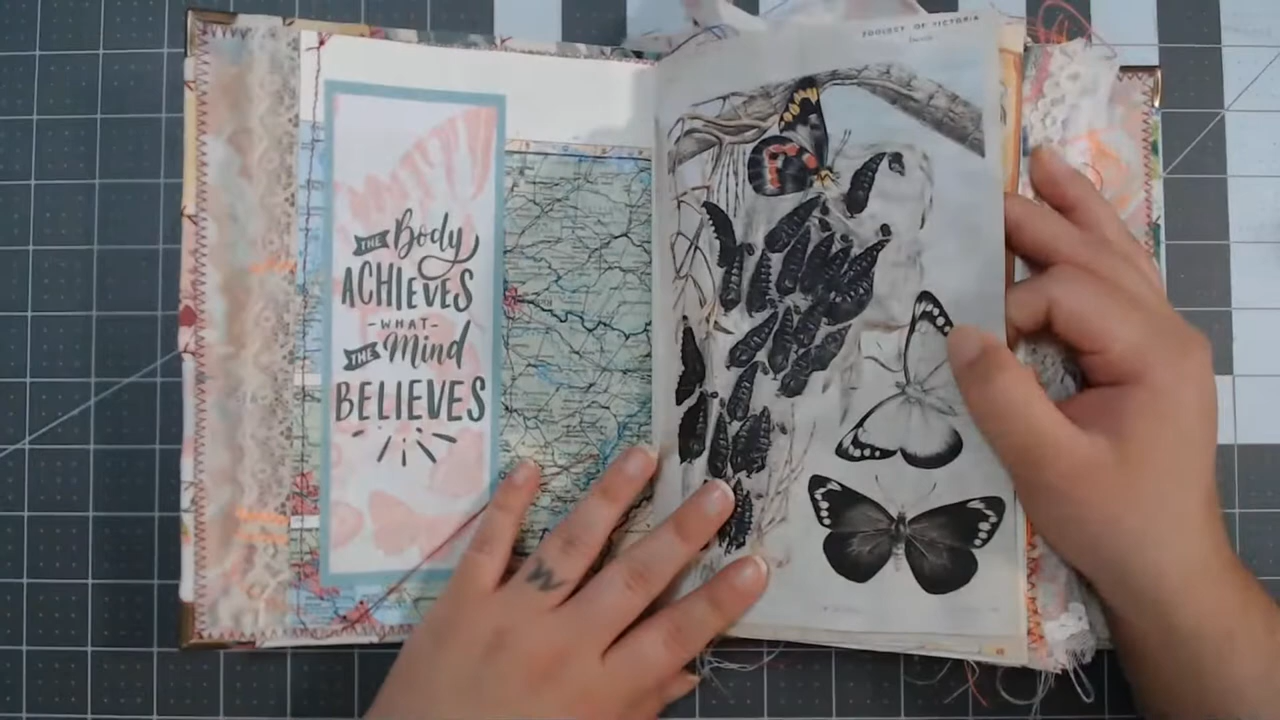 THE Body
ACHIEVES
-WHAT-
THE Mind
BELIEVES
ZOOLOGY OF VICTORIA